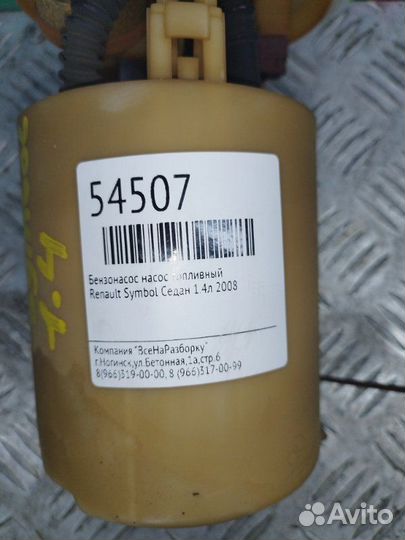 54507
Бензонасос насос топливный
Renault Symbol Седан 1.4л 2008
Компания "ВсеНаРазборку"
г.Ногинск,ул.Бетонная,1а,стр.6
8(966)319-00-00, 8 (966)317-00-99
1.4
Avito